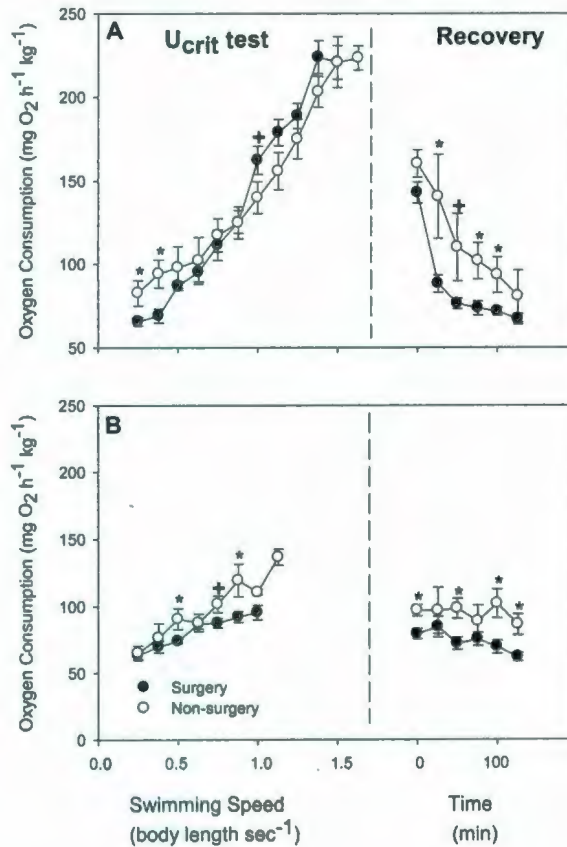 A
U_crit test
Recovery
Oxygen Consumption (mg O₂ h⁻¹ kg⁻¹)
250
200
150
100
50
+
*
*
*
+
*
*
B
Oxygen Consumption (mg O₂ h⁻¹ kg⁻¹)
250
200
150
100
50
0
*
+
*
*
*
*
*
Surgery
Non-surgery
0.0 0.5 1.0 1.5 0 100
Swimming Speed Time
(body length sec⁻¹) (min)